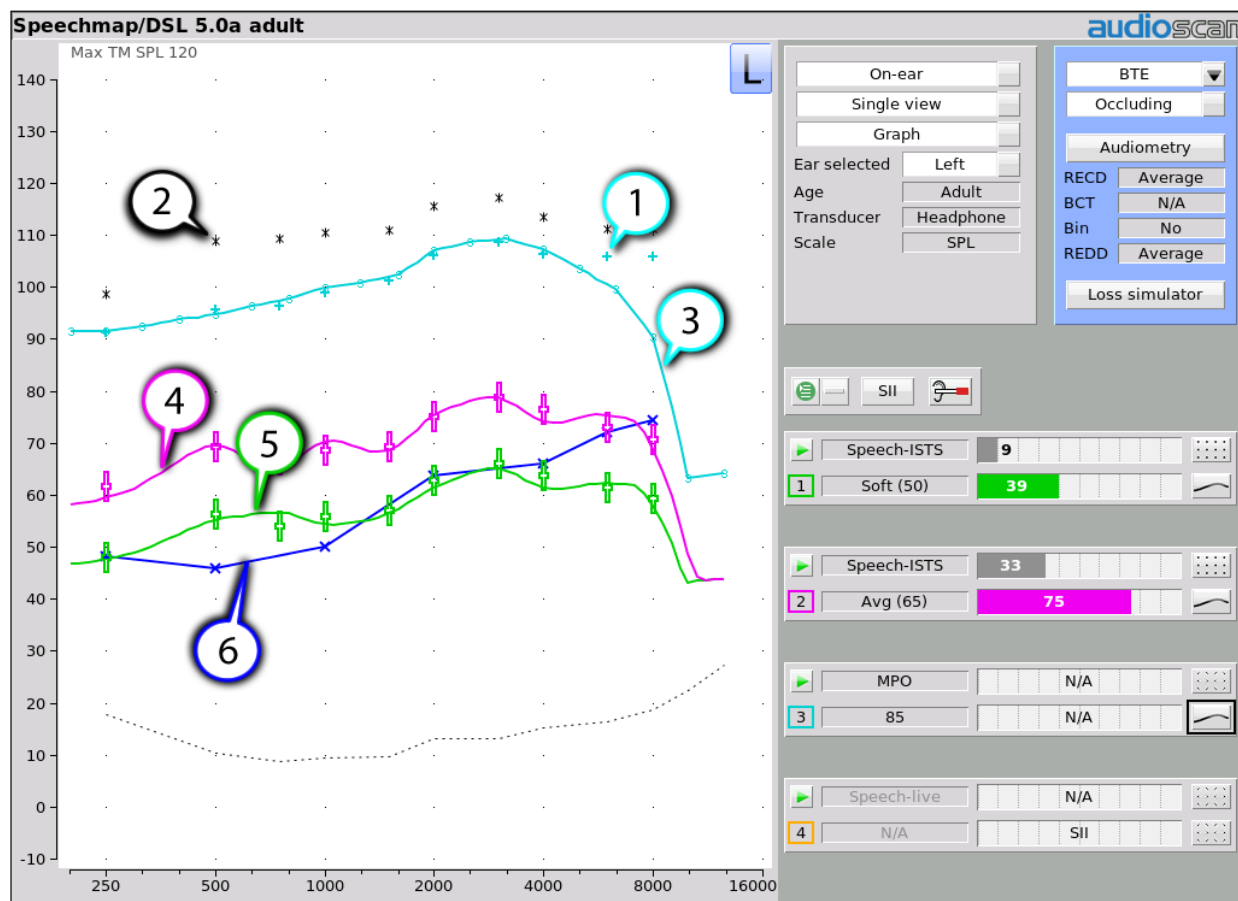 Speechmap/DSL 5.0a adult
audioscan
Max TM SPL 120
L
140
130
120
110
100
90
80
70
60
50
40
30
20
10
0
-10
250 500 1000 2000 4000 8000 16000
2
1
3
4
5
6
On-ear
Single view
Graph
Ear selected Left
Age Adult
Transducer Headphone
Scale SPL
BTE
Occluding
Audiometry
RECD Average
BCT N/A
Bin No
REDD Average
Loss simulator
SII
Speech-ISTS 9
1 Soft (50) 39
Speech-ISTS 33
2 Avg (65) 75
MPO N/A
3 85 N/A
Speech-live N/A
4 N/A SII